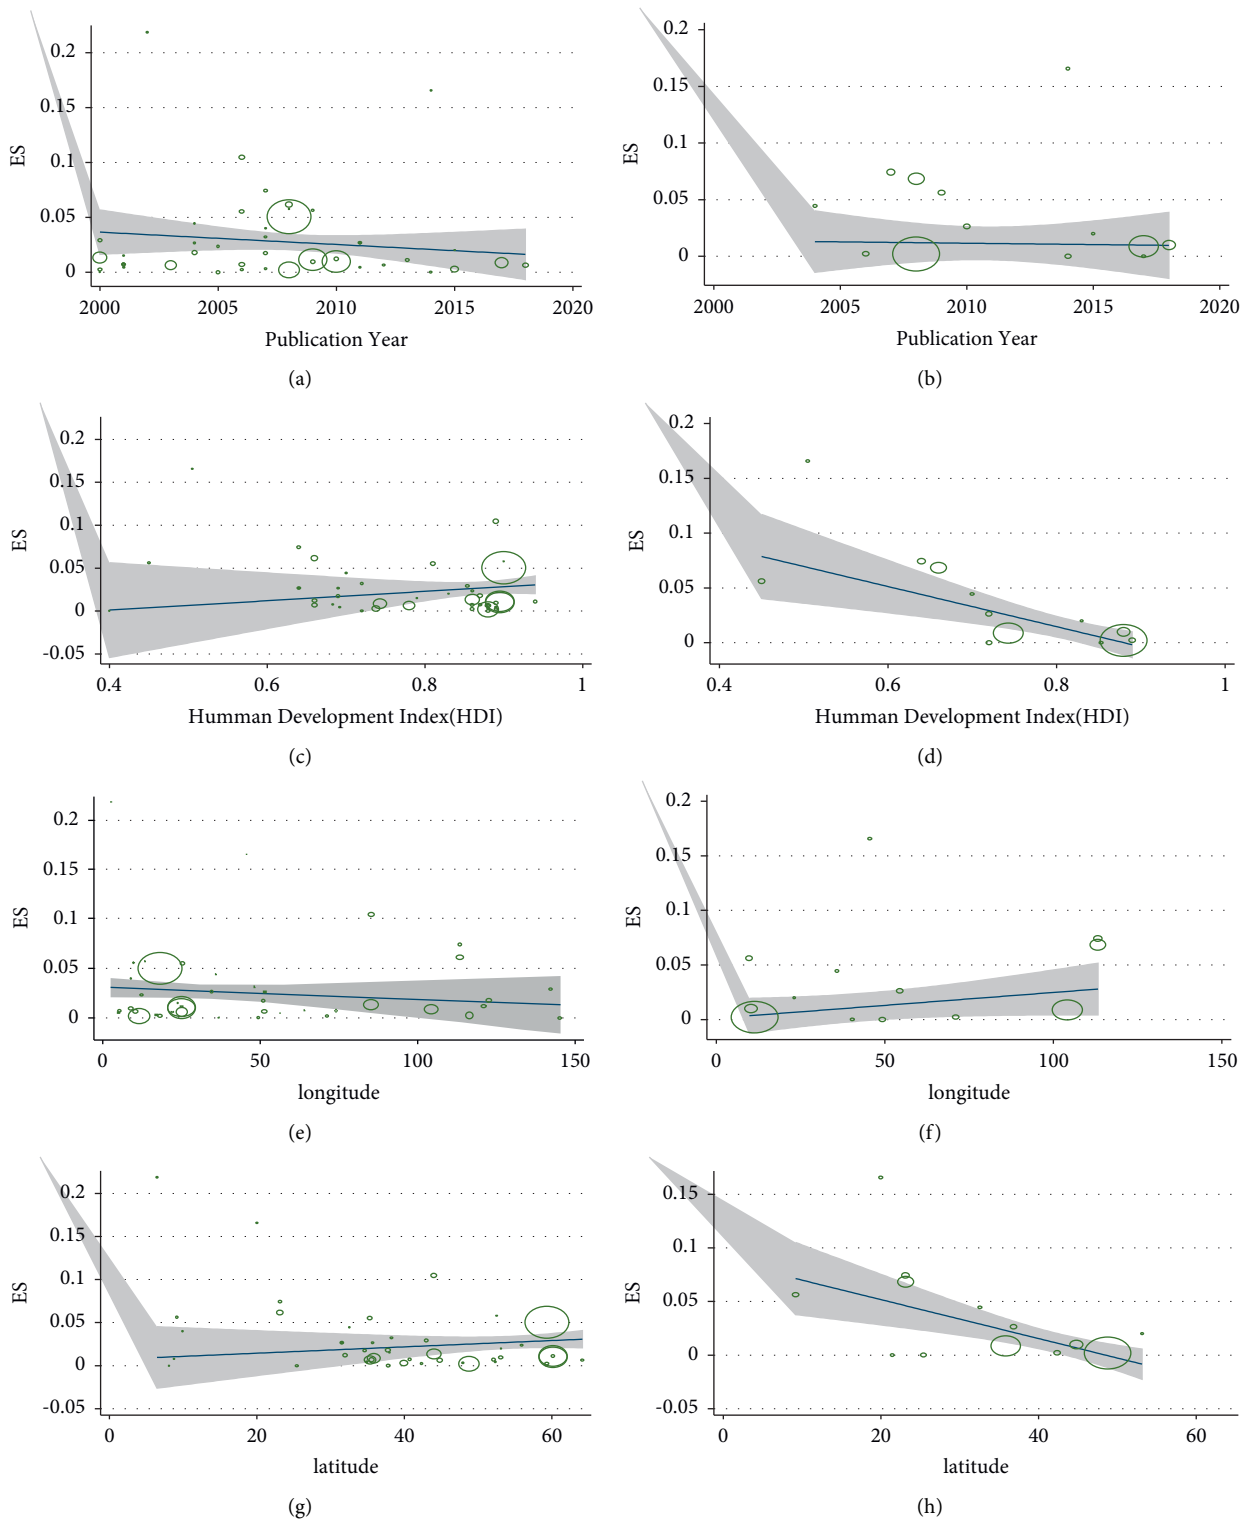 0.2
0.15
0.1
0.05
0
ES
2000 2005 2010 2015 2020
Publication Year
(a)
0.2
0.15
0.1
0.05
0
ES
2000 2005 2010 2015 2020
Publication Year
(b)
0.2
0.15
0.1
0.05
0
-0.05
ES
0.4 0.6 0.8 1
Humman Development Index(HDI)
(c)
0.2
0.15
0.1
0.05
0
ES
0.4 0.6 0.8 1
Humman Development Index(HDI)
(d)
0.2
0.15
0.1
0.05
0
ES
0 50 100 150
longitude
(e)
0.2
0.15
0.1
0.05
0
ES
0 50 100 150
longitude
(f)
0.2
0.15
0.1
0.05
0
-0.05
ES
0 20 40 60
latitude
(g)
0.15
0.1
0.05
0
-0.05
ES
0 20 40 60
latitude
(h)